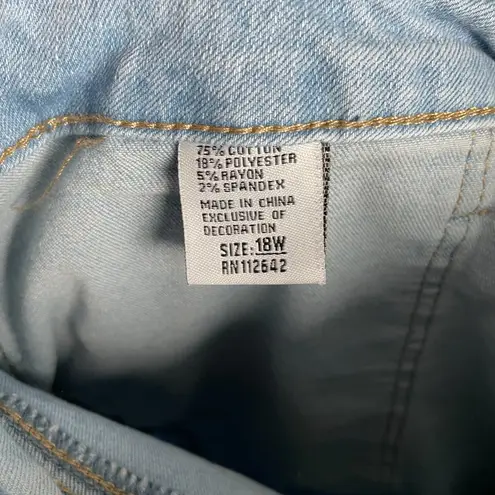 75% COTTON
18% POLYESTER
5% RAYON
2% SPANDEX
MADE IN CHINA
EXCLUSIVE OF
DECORATION
SIZE: 18W
RN112642